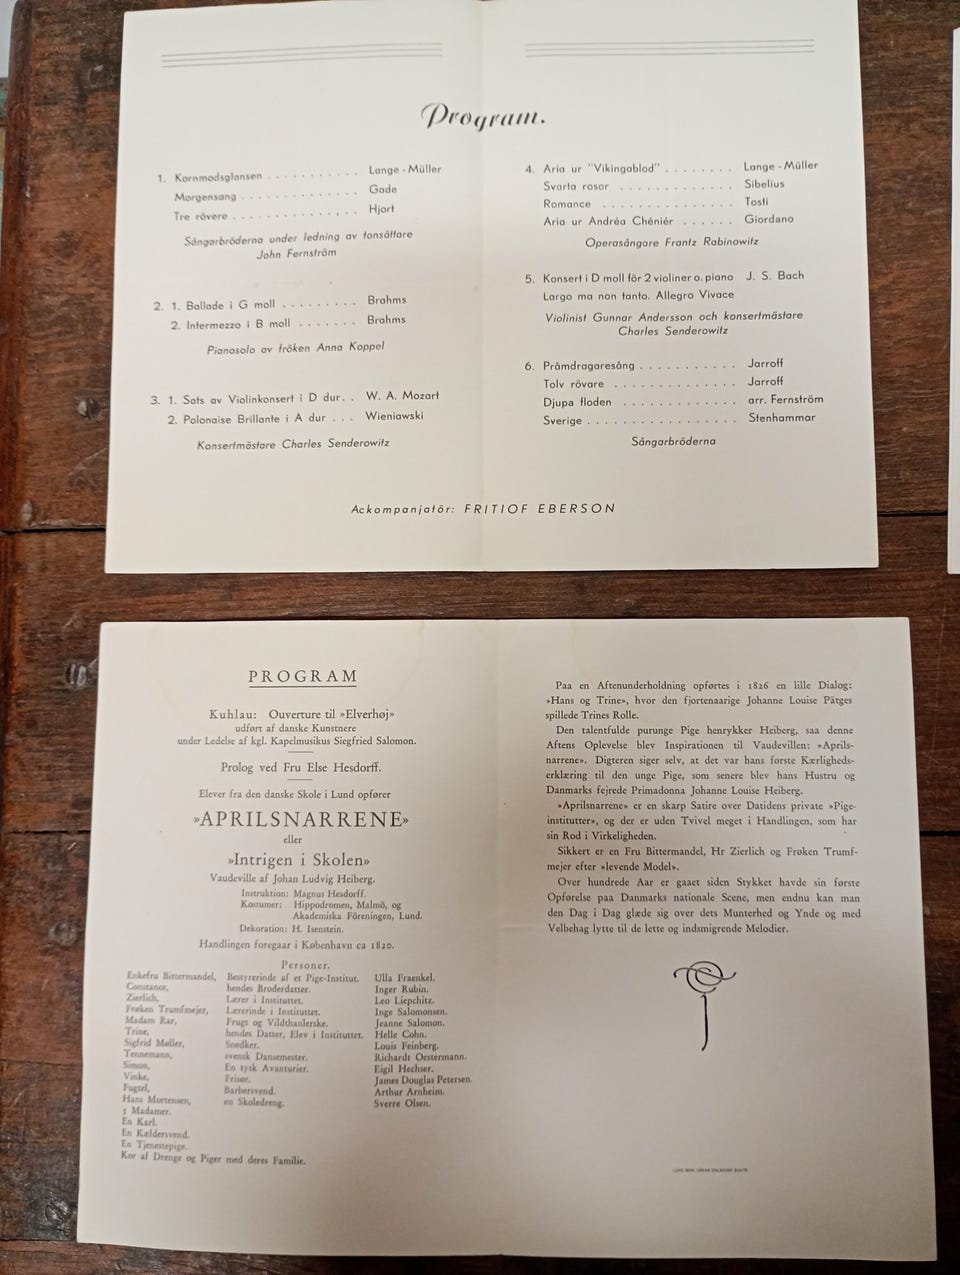 Program.
1. Kornmodsglansen . . . . . . . . . . . Lange-Müller
Morgensang . . . . . . . . . . . . . Gade
Tre rövere . . . . . . . . . . . . . . Hjort
Sångarbröderna under ledning av tonsättare
John Fernström
2. 1. Ballade i G moll . . . . . . . . . Brahms
2. Intermezzo i B moll . . . . . . . Brahms
Pianosolo av fröken Anna Koppel
3. 1. Sats av Violinkonsert i D dur. . W. A. Mozart
2. Polonaise Brillante i A dur . . . Wieniawski
Konsertmästare Charles Senderowitz
4. Aria ur "Vikingablod" . . . . . . . . Lange-Müller
Svarta rosor . . . . . . . . . . . . . Sibelius
Romance . . . . . . . . . . . . . . . Tosti
Aria ur Andréa Chéniér . . . . . . Giordano
Operasångare Frantz Rabinowitz
5. Konsert i D moll för 2 violiner o. piano J. S. Bach
Largo ma non tanto. Allegro Vivace
Violinist Gunnar Andersson och konsertmästare
Charles Senderowitz
6. Pråmdragaresång . . . . . . . . . . . Jarroff
Tolv rövare . . . . . . . . . . . . . . Jarroff
Djupa floden . . . . . . . . . . . . . arr. Fernström
Sverige . . . . . . . . . . . . . . . . . Stenhammar
Sångarbröderna
Ackompanjatör: FRITIOF EBERSON
PROGRAM
Kuhlau: Ouverture til »Elverhøj»
udført af danske Kunstnere
under Ledelse af kgl. Kapelmusikus Siegfried Salomon.
Prolog ved Fru Else Hesdorff.
Elever fra den danske Skole i Lund opfører
»APRILSNARRENE»
eller
»Intrigen i Skolen»
Vaudeville af Johan Ludvig Heiberg.
Instruktion: Magnus Hesdorff.
Kostumer: Hippodromen, Malmö, og
Akademiska Föreningen, Lund.
Dekoration: H. Isenstein.
Handlingen foregaar i København ca 1820.
Personer.
Enkefru Bittermandel, Bestyrerinde af et Pige-Institut. Ulla Fraenkel.
Constance, hendes Broderdatter. Inger Rubin.
Zierlich, Lærer i Instituttet. Leo Liepchitz.
Frøken Trumfmejer, Lærerinde i Instituttet. Inge Salomonsen.
Madam Rar, Frugt og Vildthanlerske. Jeanne Salomon.
Trine, hendes Datter, Elev i Instituttet. Helle Cohn.
Sigfrid Møller, Snedker. Louis Feinberg.
Tennemann, svensk Dansemester. Richardt Oestermann.
Simon, En tysk Avanturier. Eigil Hechser.
Vinke, Frisør. James Douglas Petersen.
Fugtel, Barbersvend. Arthur Arnheim.
Hans Mortensen, en Skoledreng. Sverre Olsen.
1 Madamer.
En Karl.
En Kældersvend.
En Tjenestepige.
Kor af Drenge og Piger med deres Familie.
Paa en Aftenunderholdning opførtes i 1826 en lille Dialog:
»Hans og Trine», hvor den fjortenaarige Johanne Louise Pätges
spillede Trines Rolle.
Den talentfulde purunge Pige henrykker Heiberg, saa denne
Aftens Oplevelse blev Inspirationen til Vaudevillen: »Aprils-
narrene». Digteren siger selv, at det var hans første Kærligheds-
erklæring til den unge Pige, som senere blev hans Hustru og
Danmarks fejrede Primadonna Johanne Louise Heiberg.
»Aprilsnarrene» er en skarp Satire over Datidens private »Pige-
institutter», og der er uden Tvivel meget i Handlingen, som har
sin Rod i Virkeligheden.
Sikkert er en Fru Bittermandel, Hr Zierlich og Frøken Trumf-
mejer efter »levende Model».
Over hundrede Aar er gaaet siden Stykket havde sin første
Opførelse paa Danmarks nationale Scene, men endnu kan man
den Dag i Dag glæde sig over dets Munterhed og Ynde og med
Velbehag lytte til de lette og indsmigrende Melodier.